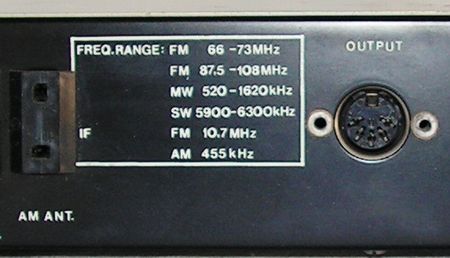 FREQ.RANGE: FM 66-73MHz
FM 87.5-108MHz
MW 520-1620kHz
SW 5900-6300kHz
IF FM 10.7MHz
AM 455kHz
OUTPUT
AM ANT.